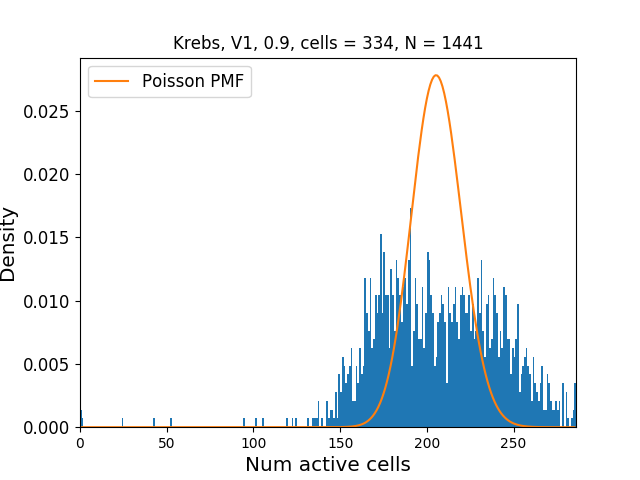 Krebs, V1, 0.9, cells = 334, N = 1441
Poisson PMF
0.025
0.020
0.015
0.010
0.005
0.000
Density
0 50 100 150 200 250
Num active cells